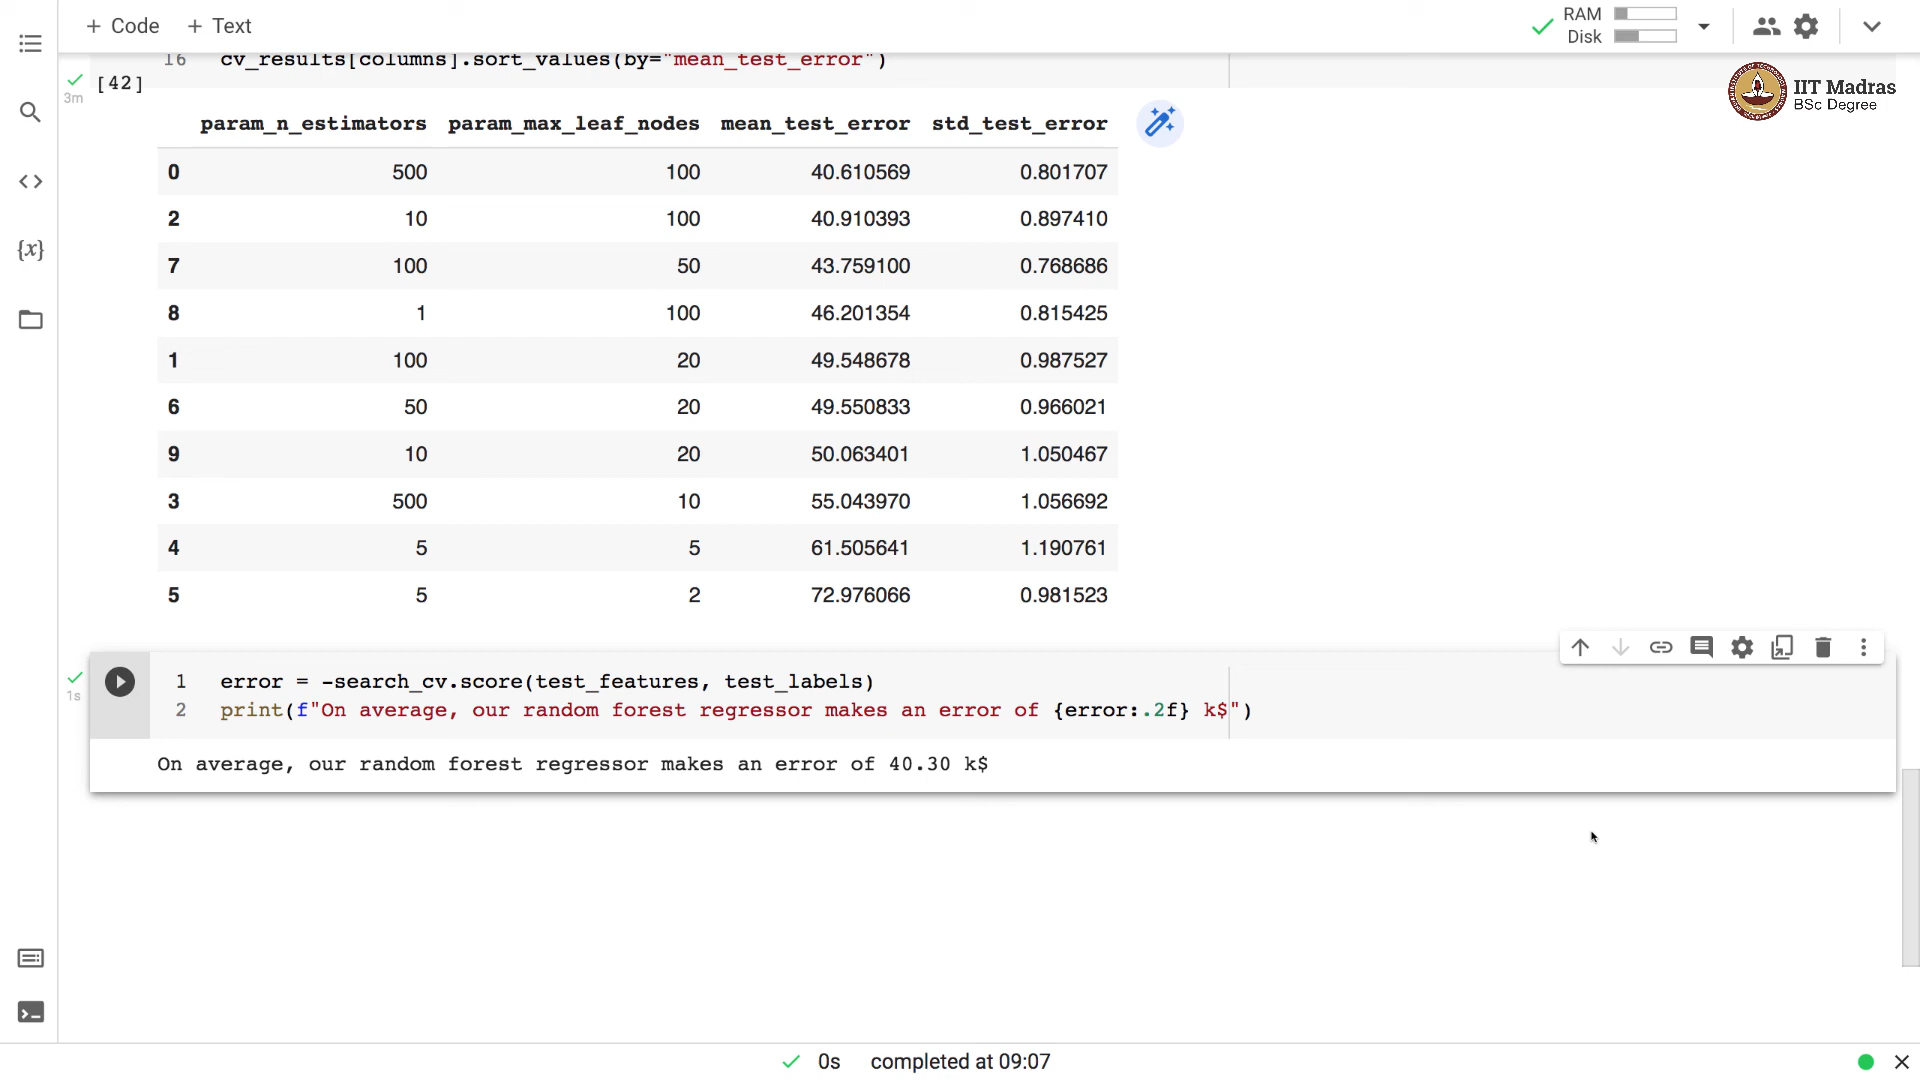 + Code + Text
RAM
Disk
IIT Madras
BSc Degree
16 cv_results[columns].sort_values(by="mean_test_error")
[42]
3m
param_n_estimators param_max_leaf_nodes mean_test_error std_test_error
0 500 100 40.610569 0.801707
2 10 100 40.910393 0.897410
7 100 50 43.759100 0.768686
8 1 100 46.201354 0.815425
1 100 20 49.548678 0.987527
6 50 20 49.550833 0.966021
9 10 20 50.063401 1.050467
3 500 10 55.043970 1.056692
4 5 5 61.505641 1.190761
5 5 2 72.976066 0.981523
1s
1 error = -search_cv.score(test_features, test_labels)
2 print(f"On average, our random forest regressor makes an error of {error:.2f} k$")
On average, our random forest regressor makes an error of 40.30 k$
0s completed at 09:07